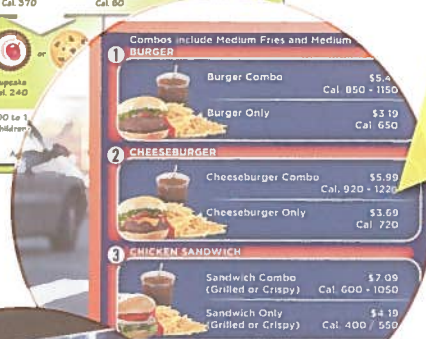 Cal. 370
Cal. 80
or
Cal. 240
Combos include Medium Fries and Medium
1 BURGER
Burger Combo
Cal. 850 - 1150
Burger Only $3.19
Cal. 650
2 CHEESEBURGER
Cheeseburger Combo $5.99
Cal. 920 - 1220
Cheeseburger Only $3.69
Cal. 720
3 CHICKEN SANDWICH
Sandwich Combo $7.09
(Grilled or Crispy) Cal. 600 - 1050
Sandwich Only $4.19
(Grilled or Crispy) Cal. 400 / 550